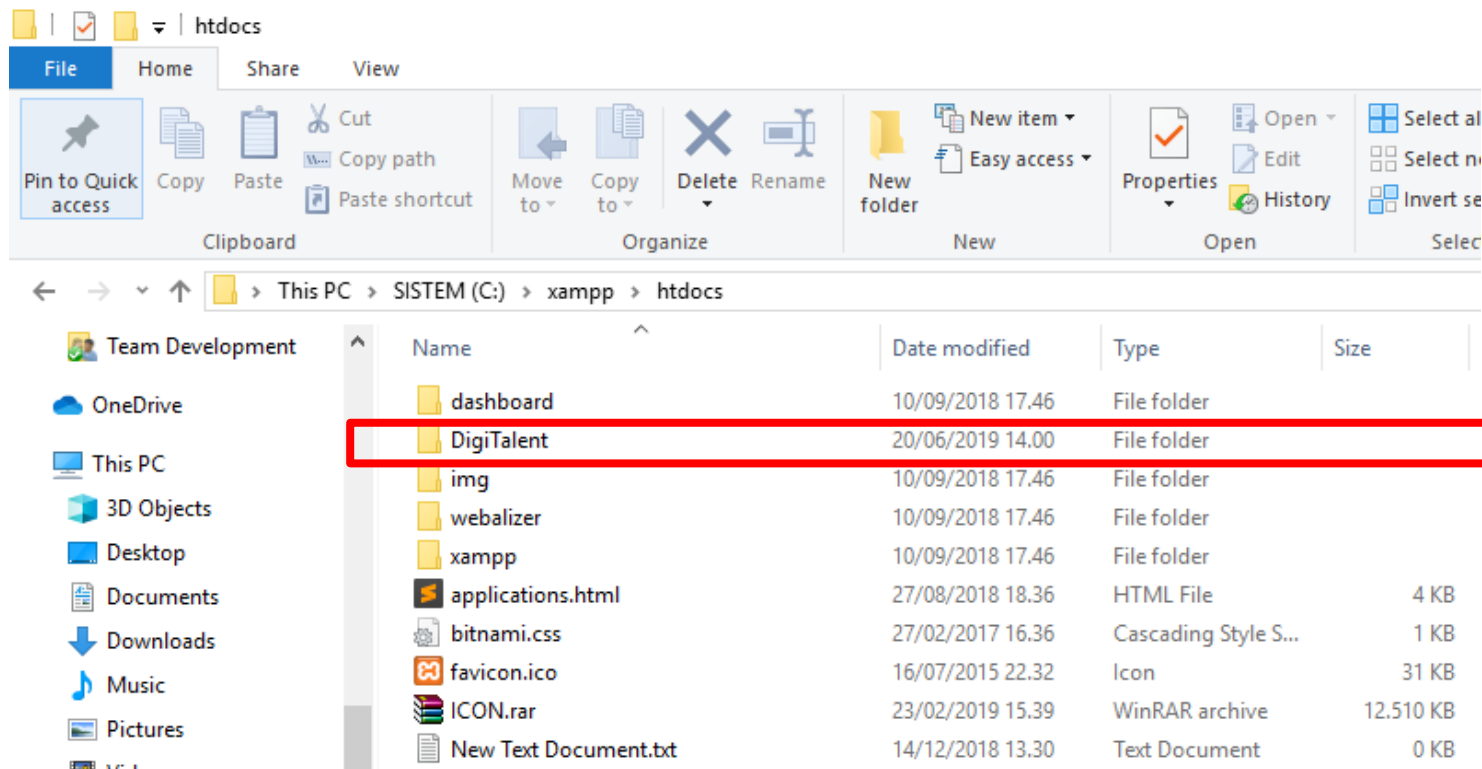 htdocs
File Home Share View
Pin to Quick access
Copy
Paste
Cut
Copy path
Paste shortcut
Clipboard
Move to
Copy to
Delete
Rename
Organize
New folder
New item
Easy access
New
Properties
Open
Edit
History
Open
Select al
Select
Invert se
Selec
This PC > SISTEM (C:) > xampp > htdocs
Team Development
OneDrive
This PC
3D Objects
Desktop
Documents
Downloads
Music
Pictures
Name Date modified Type Size
dashboard 10/09/2018 17.46 File folder
DigiTalent 20/06/2019 14.00 File folder
img 10/09/2018 17.46 File folder
webalizer 10/09/2018 17.46 File folder
xampp 10/09/2018 17.46 File folder
applications.html 27/08/2018 18.36 HTML File 4 KB
bitnami.css 27/02/2017 16.36 Cascading Style S... 1 KB
favicon.ico 16/07/2015 22.32 Icon 31 KB
ICON.rar 23/02/2019 15.39 WinRAR archive 12.510 KB
New Text Document.txt 14/12/2018 13.30 Text Document 0 KB